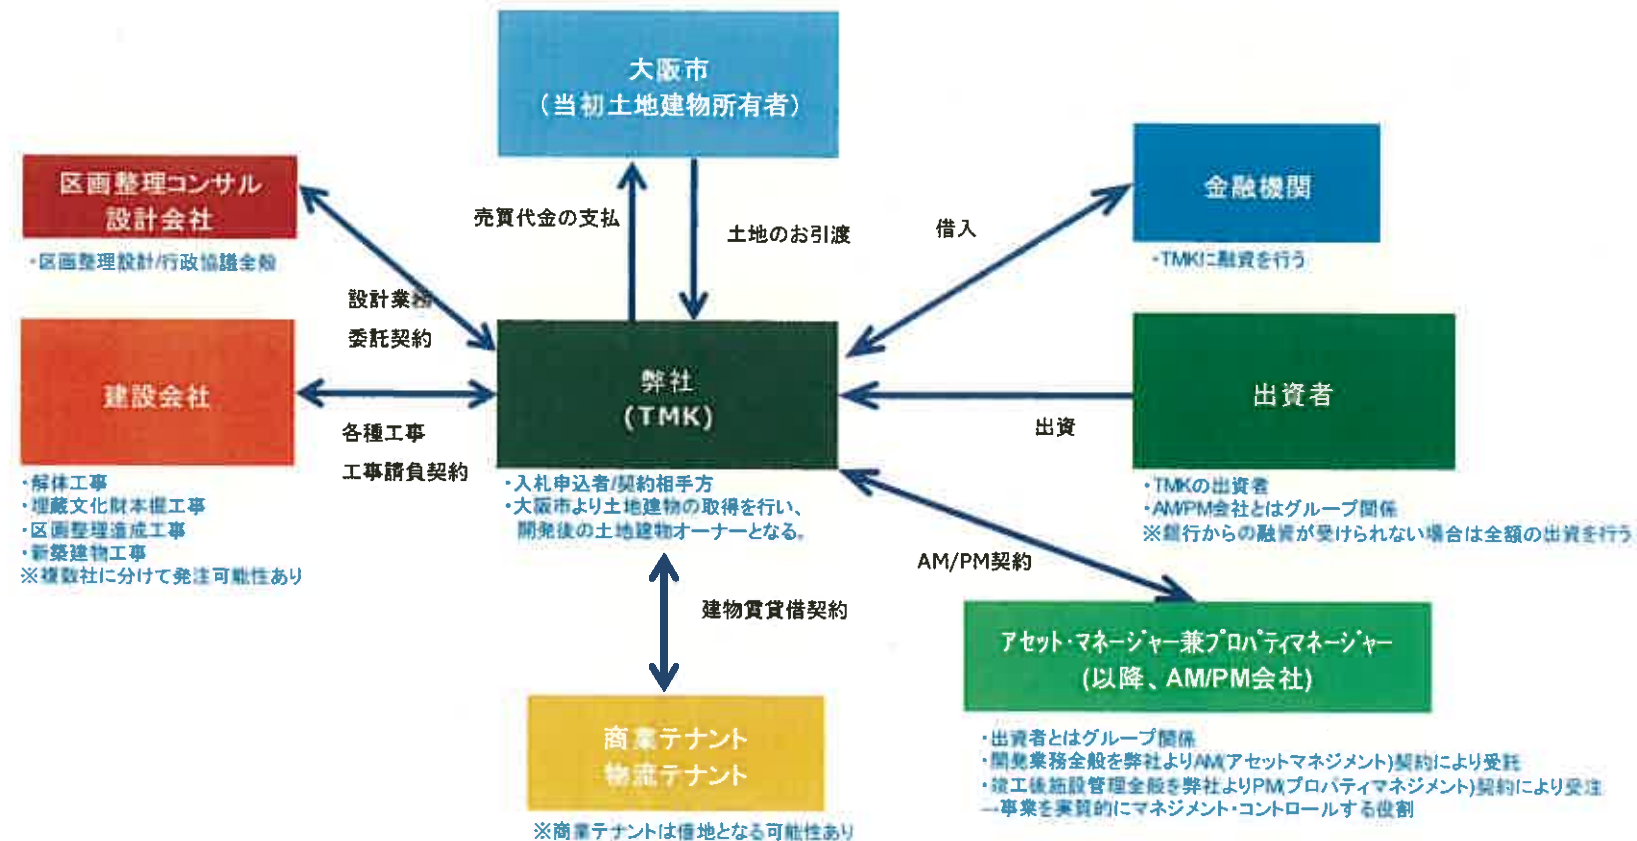 大阪市
（当初土地建物所有者）
区画整理コンサル
設計会社
・区画整理設計/行政協議全般
金融機関
・TMKに融資を行う
売買代金の支払
土地のお引渡
借入
設計業務
委託契約
建設会社
各種工事
工事請負契約
・解体工事
・埋蔵文化財本掘工事
・区画整理造成工事
・新築建物工事
※複数社に分けて発注可能性あり
弊社
(TMK)
・入札申込者/契約相手方
・大阪市より土地建物の取得を行い、
開発後の土地建物オーナーとなる。
出資者
出資
・TMKの出資者
・AM/PM会社とはグループ関係
※銀行からの融資が受けられない場合は全額の出資を行う
AM/PM契約
建物賃貸借契約
アセット・マネージャー兼プロパティマネージャー
(以降、AM/PM会社)
・出資者とはグループ関係
・開発業務全般を弊社よりAM(アセットマネジメント)契約により受託
・竣工後施設管理全般を弊社よりPM(プロパティマネジメント)契約により受注
→事業を実質的にマネジメント・コントロールする役割
商業テナント
物流テナント
※商業テナントは借地となる可能性あり